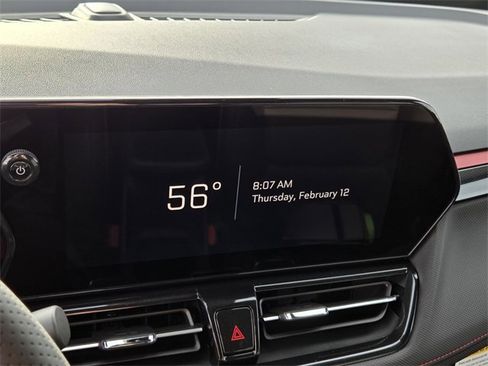 56°
8:07 AM
Thursday, February 12